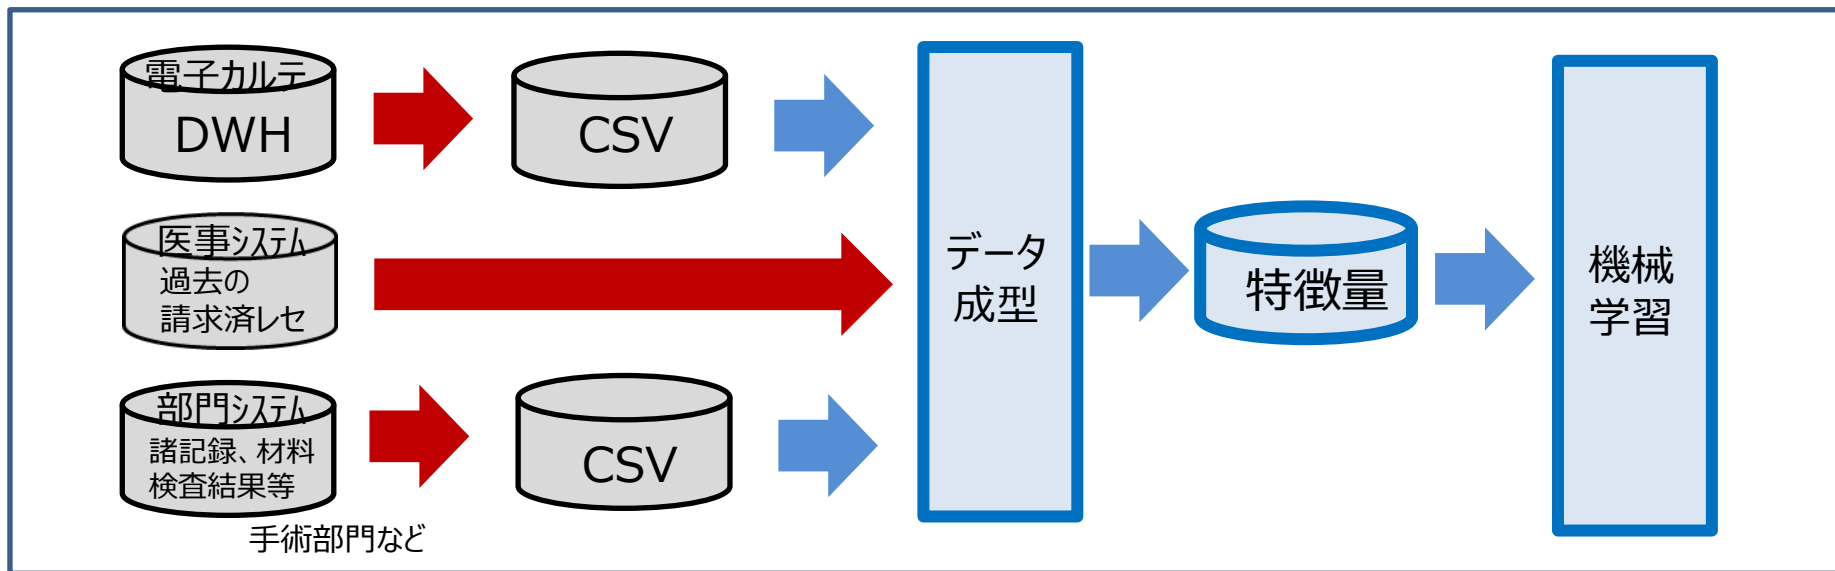 電子カルテ
DWH
CSV
医事システム
過去の
請求済レセ
部門システム
諸記録、材料
検査結果等
CSV
手術部門など
データ
成型
特徴量
機械
学習